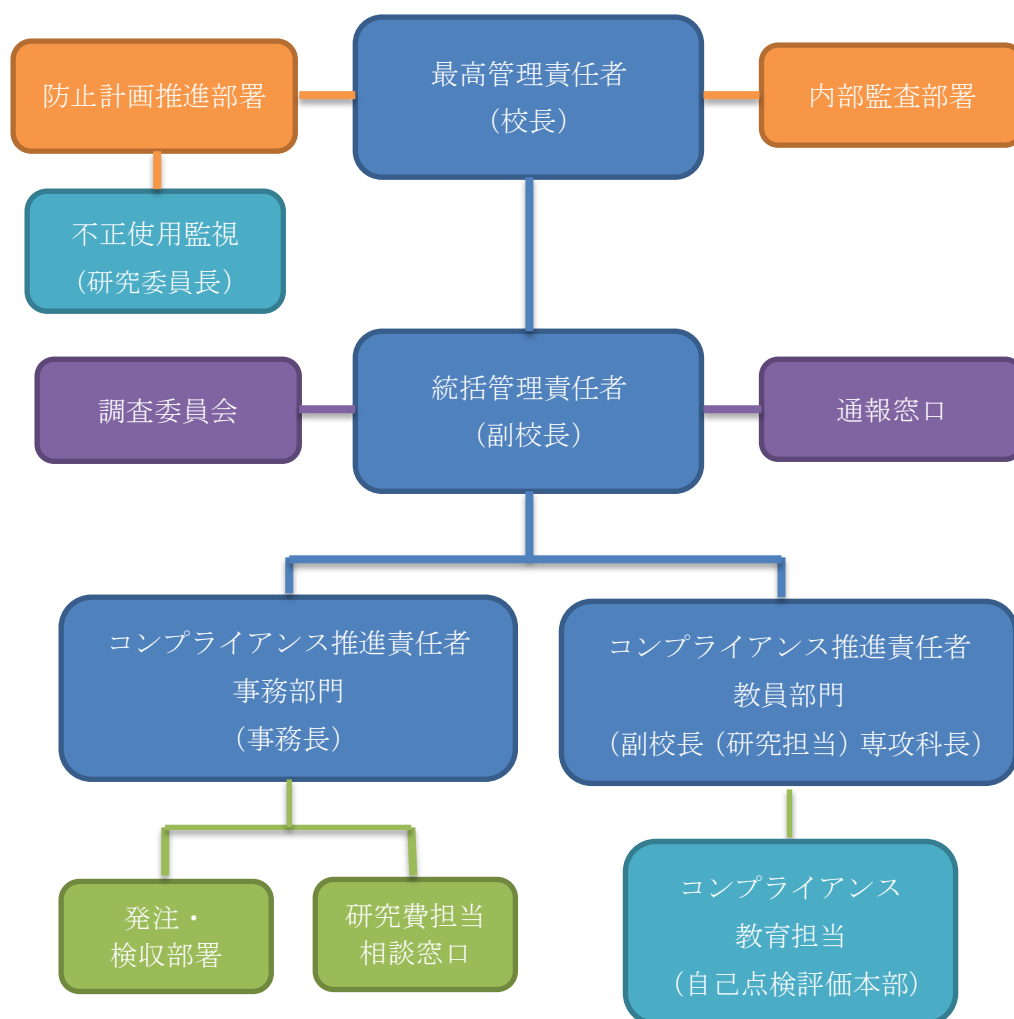 防止計画推進部署
最高管理責任者
（校長）
内部監査部署
不正使用監視
（研究委員長）
調査委員会
統括管理責任者
（副校長）
通報窓口
コンプライアンス推進責任者
事務部門
（事務長）
コンプライアンス推進責任者
教員部門
（副校長（研究担当）専攻科長）
発注・
検収部署
研究費担当
相談窓口
コンプライアンス
教育担当
（自己点検評価本部）